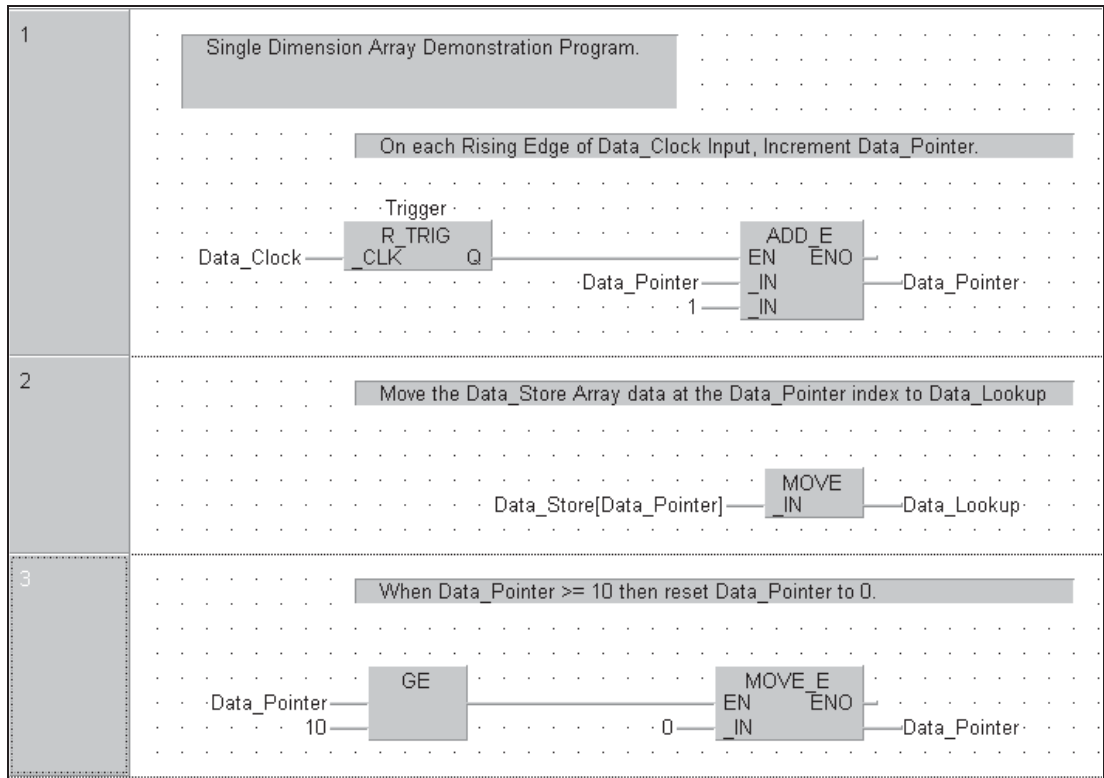 1
Single Dimension Array Demonstration Program.
On each Rising Edge of Data_Clock Input, Increment Data_Pointer.
Trigger
R_TRIG
Data_Clock _CLK Q
ADD_E
EN ENO
Data_Pointer _IN Data_Pointer
1 _IN
2
Move the Data_Store Array data at the Data_Pointer index to Data_Lookup
MOVE
Data_Store[Data_Pointer] _IN Data_Lookup
3
When Data_Pointer >= 10 then reset Data_Pointer to 0.
GE
Data_Pointer
10
MOVE_E
EN ENO
0 _IN Data_Pointer